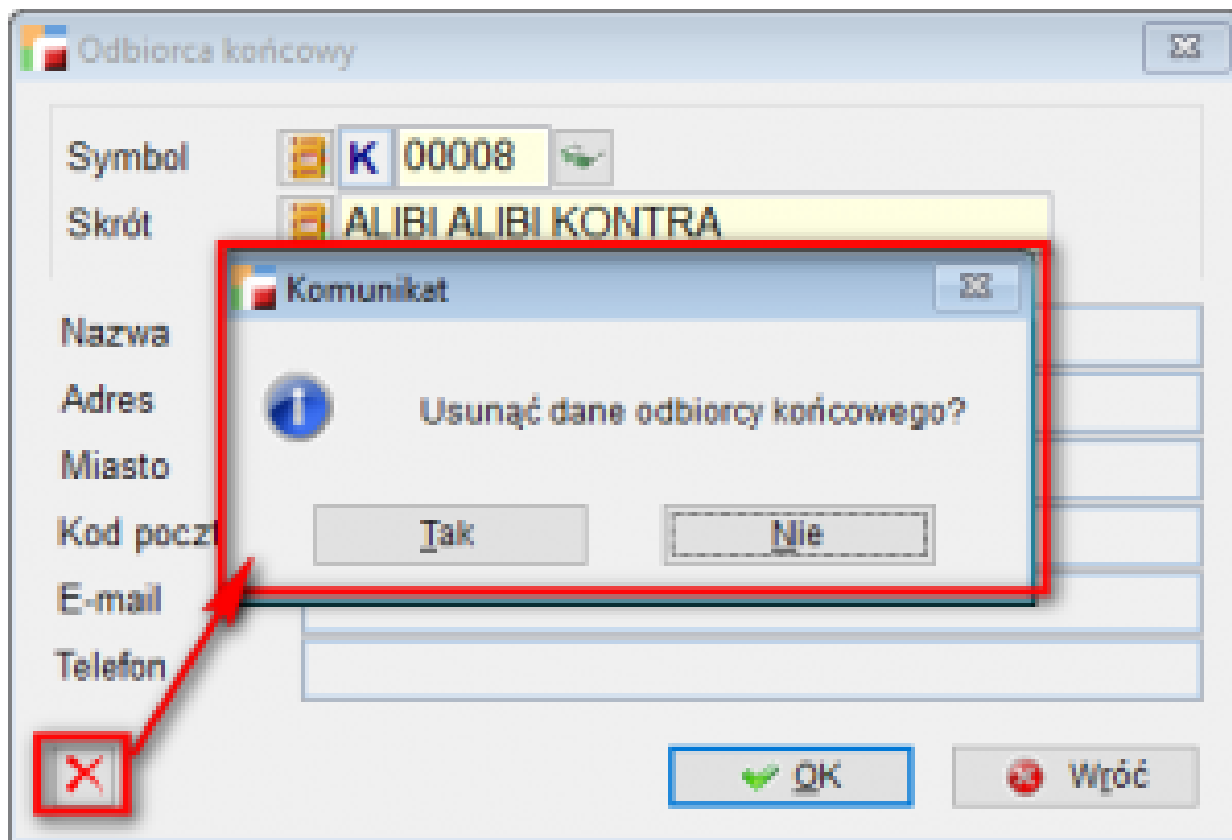 Odbiorca końcowy
Symbol K 00008
Skrót ALIBI ALIBI KONTRA
Komunikat
Nazwa
Adres
Usunąć dane odbiorcy końcowego?
Miasto
Kod poczt
Tak Nie
E-mail
Telefon
OK Wróć